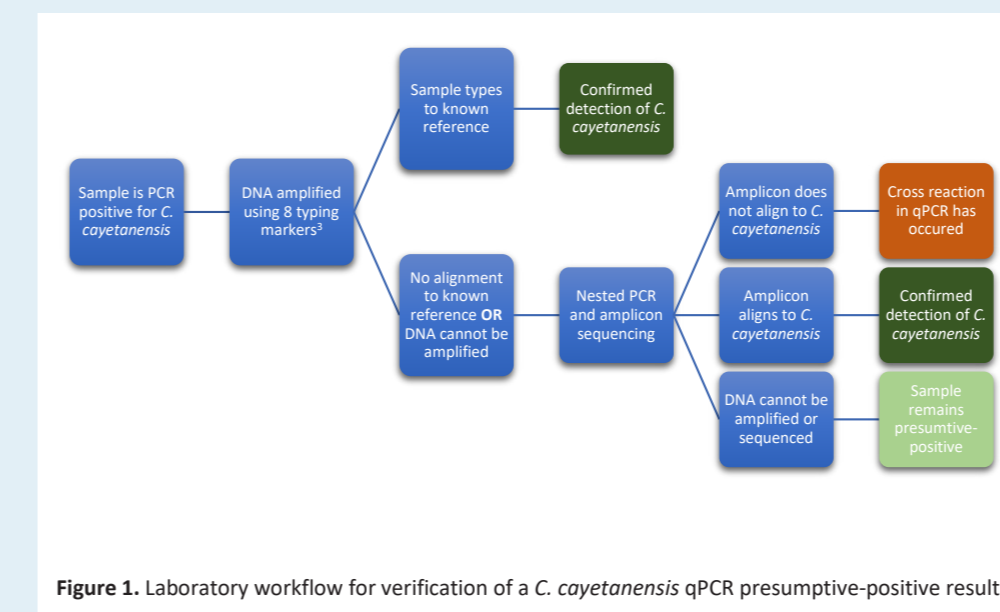 Sample is PCR
positive for C.
cayetanensis
DNA amplified
using 8 typing
markers³
Sample types
to known
reference
Confirmed
detection of C.
cayetanensis
No alignment
to known
reference OR
DNA cannot be
amplified
Nested PCR
and amplicon
sequencing
Amplicon does
not align to C.
cayetanensis
Cross reaction
in qPCR has
occured
Amplicon
aligns to C.
cayetanensis
Confirmed
detection of C.
cayetanensis
DNA cannot be
amplified or
sequenced
Sample
remains
presumtive-
positive
Figure 1. Laboratory workflow for verification of a C. cayetanensis qPCR presumptive-positive result